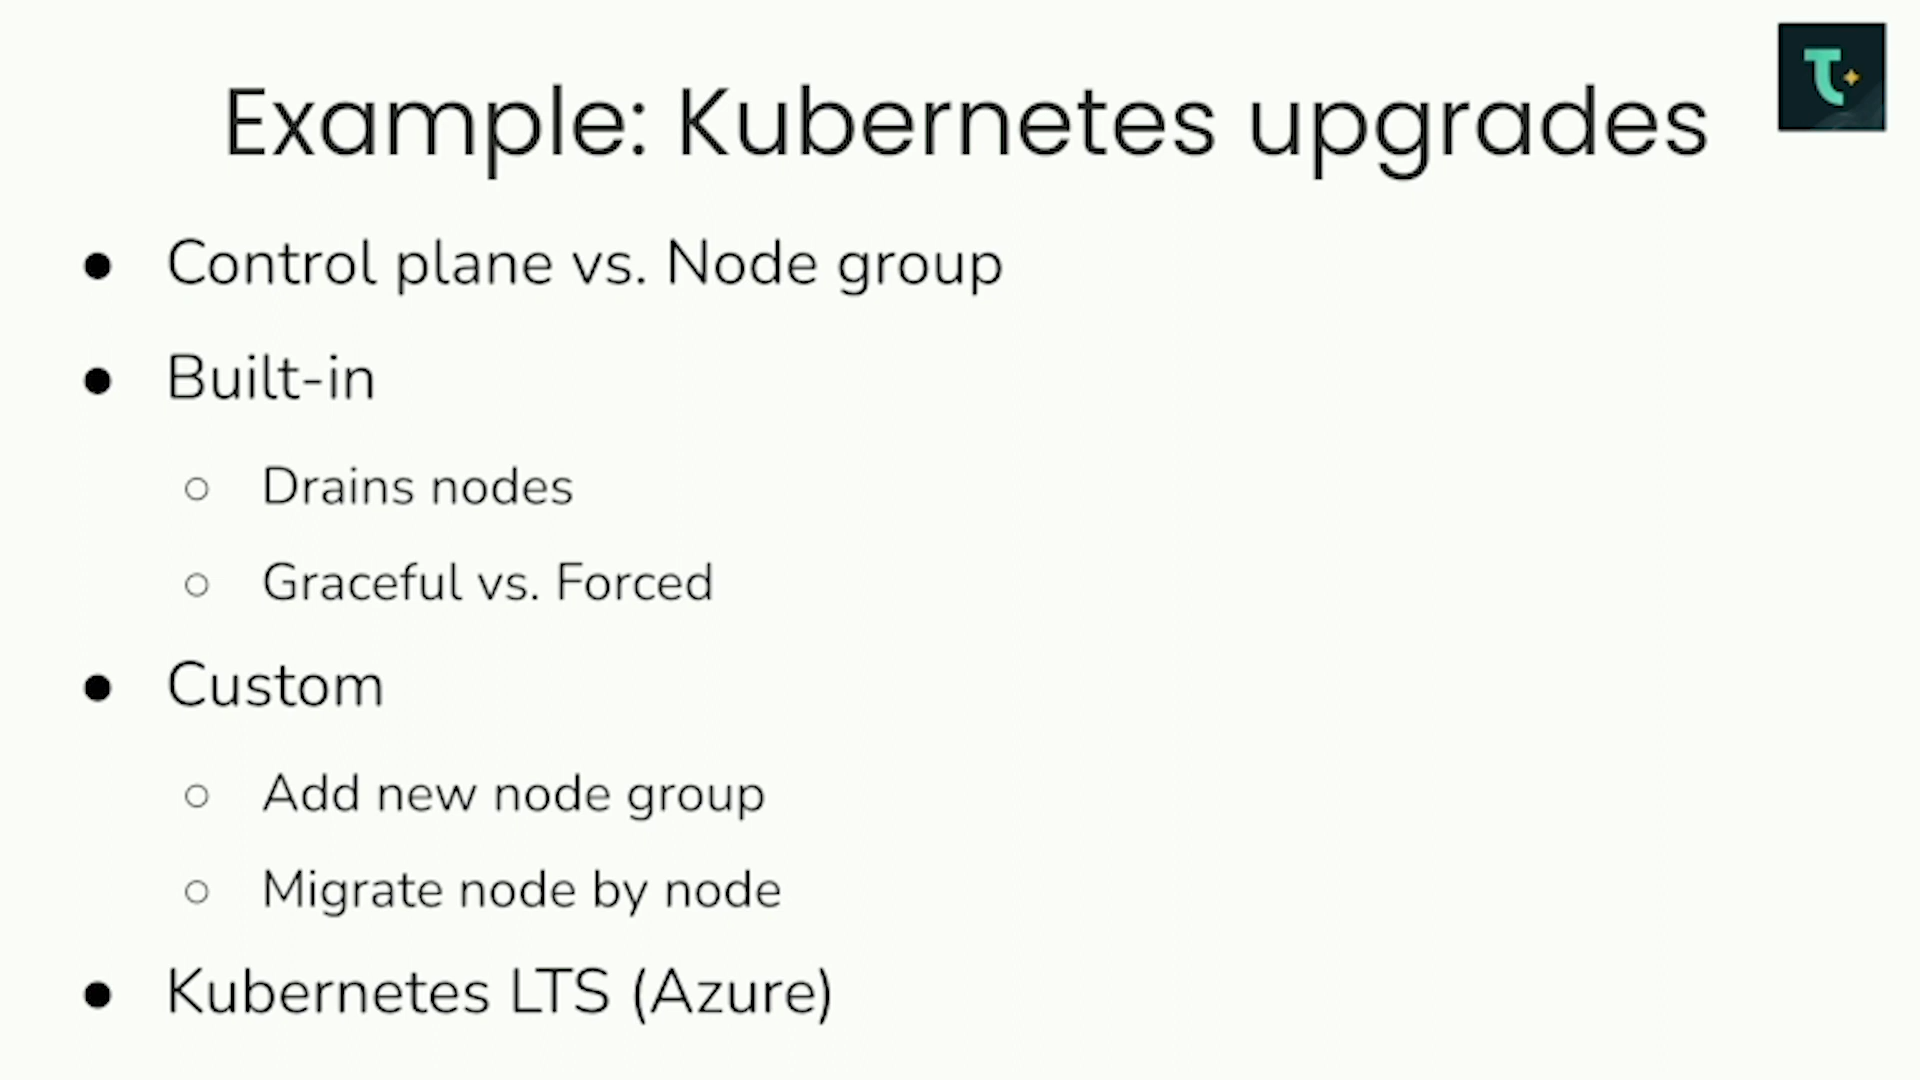 Example: Kubernetes upgrades
● Control plane vs. Node group
● Built-in
○ Drains nodes
○ Graceful vs. Forced
● Custom
○ Add new node group
○ Migrate node by node
● Kubernetes LTS (Azure)